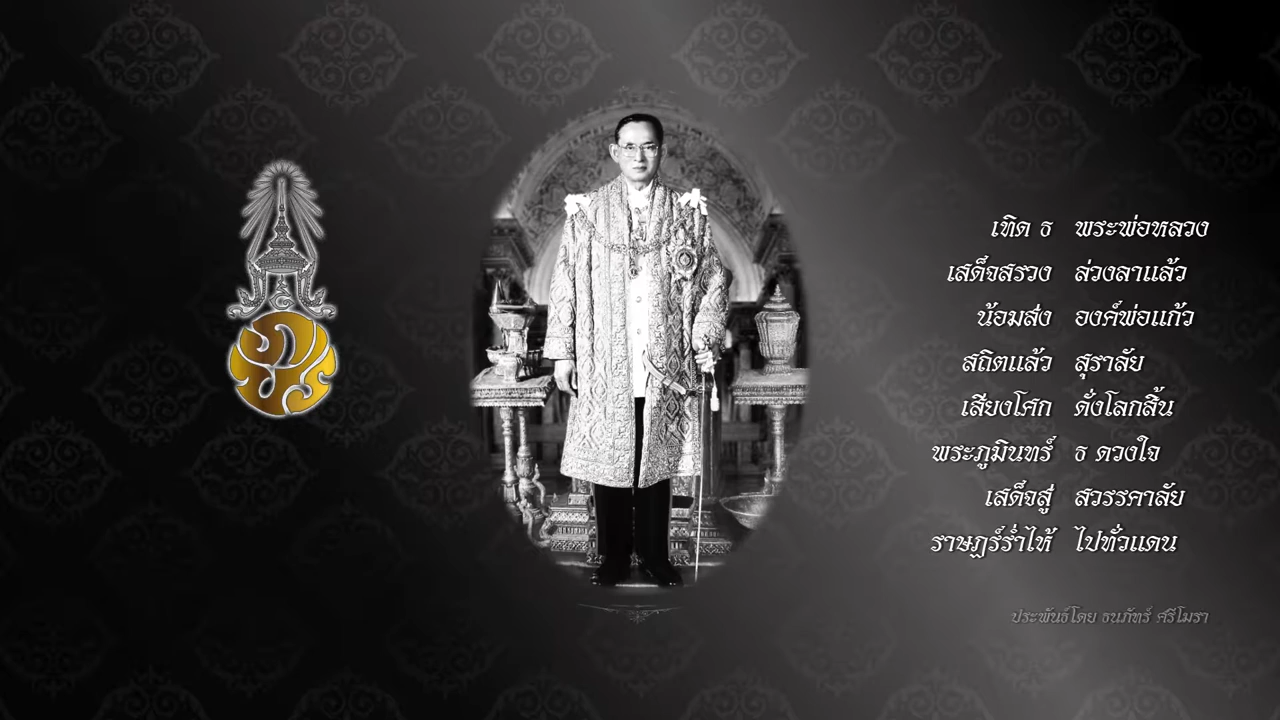 เทิด ธ พระพ่อหลวง
เสด็จสรวง ล่วงลาแล้ว
น้อมส่ง องค์พ่อแก้ว
สถิตแล้ว สุราลัย
เสียงโศก ดั่งโลกสิ้น
พระภูมินทร์ ธ ดวงใจ
เสด็จสู่ สวรรคาลัย
ราษฏร์ร่ำไห้ ไปทั่วแดน
ประพันธ์โดย ธนภัทร์ ศรีโมรา